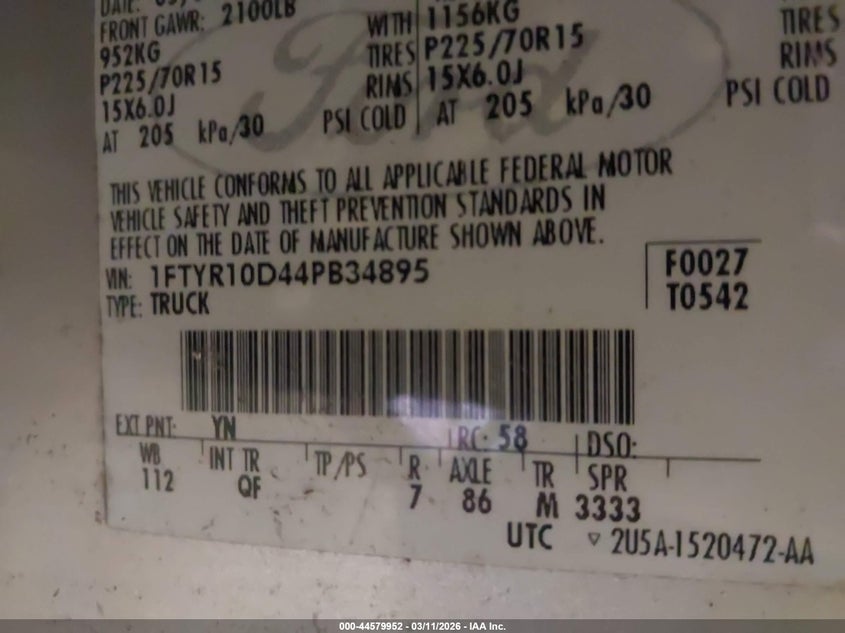 DATE:
FRONT GAWR: 2100LB
952KG WITH 1156KG
P225/70R15 TIRES P225/70R15 TIRES
15X6.0J RIMS 15X6.0J RIMS
AT 205 kPa/30 PSI COLD AT 205 kPa/30 PSI COLD
Ford
THIS VEHICLE CONFORMS TO ALL APPLICABLE FEDERAL MOTOR
VEHICLE SAFETY AND THEFT PREVENTION STANDARDS IN
EFFECT ON THE DATE OF MANUFACTURE SHOWN ABOVE.
VIN: 1FTYR10D44PB34895
TYPE: TRUCK
F0027
T0542
EXT PNT: YN RC: 58 DSO:
WB INT TR TP/PS R AXLE TR SPR
112 QF 7 86 M 3333
UTC ▽ 2U5A-1520472-AA
000-44579952 - 03/11/2026 - IAA Inc.